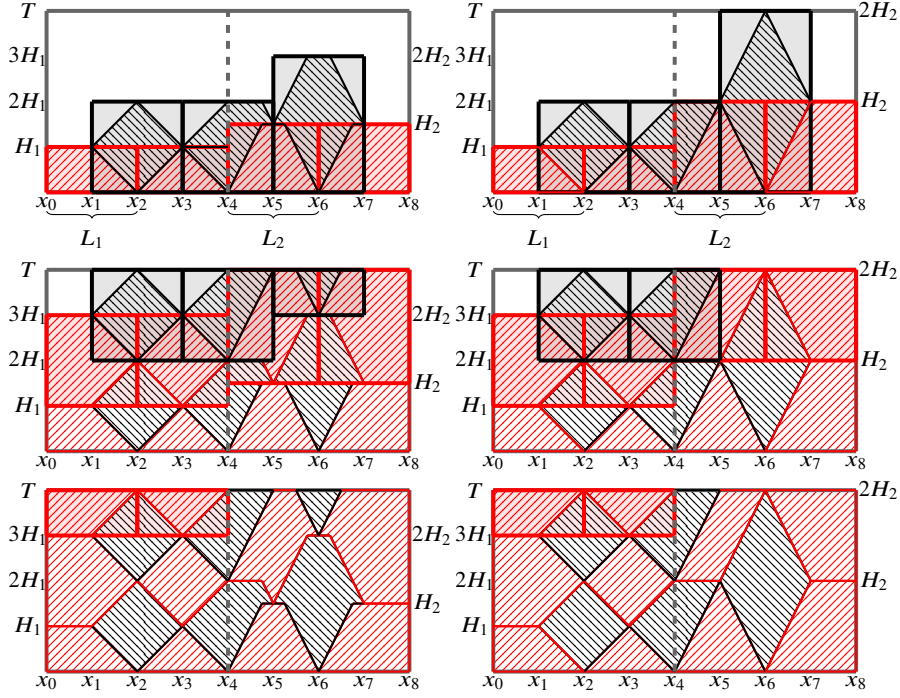 T T 2H₂
3H₁ 2H₂ 3H₁
2H₁ 2H₁ H₂
H₁ H₂ H₁
x₀ x₁ x₂ x₃ x₄ x₅ x₆ x₇ x₈ x₀ x₁ x₂ x₃ x₄ x₅ x₆ x₇ x₈
L₁ L₂ L₁ L₂
T T 2H₂
3H₁ 2H₂ 3H₁
2H₁ H₂ 2H₁ H₂
H₁ H₁
x₀ x₁ x₂ x₃ x₄ x₅ x₆ x₇ x₈ x₀ x₁ x₂ x₃ x₄ x₅ x₆ x₇ x₈
T T 2H₂
3H₁ 2H₂ 3H₁
2H₁ H₂ 2H₁ H₂
H₁ H₁
x₀ x₁ x₂ x₃ x₄ x₅ x₆ x₇ x₈ x₀ x₁ x₂ x₃ x₄ x₅ x₆ x₇ x₈